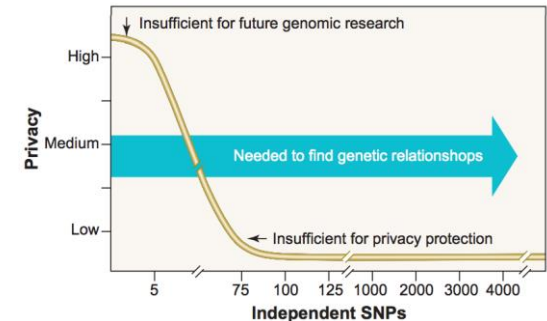 Insufficient for future genomic research
High
Privacy
Medium
Needed to find genetic relationshops
Low
Insufficient for privacy protection
5 75 100 125 1000 2000 3000 4000
Independent SNPs